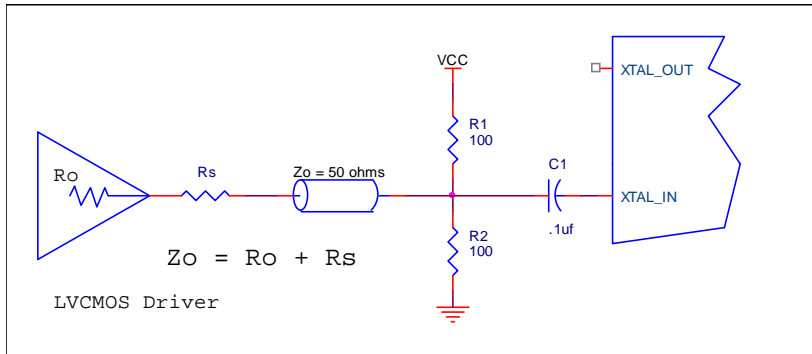 VCC
XTAL_OUT
R1
100
Ro
Rs
Zo = 50 ohms
C1
XTAL_IN
.1uf
R2
100
Zo = Ro + Rs
LVCMOS Driver